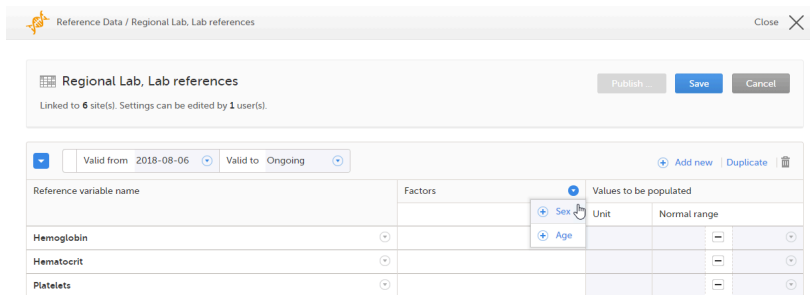 Reference Data / Regional Lab, Lab references Close
Regional Lab, Lab references Publish ... Save Cancel
Linked to 6 site(s). Settings can be edited by 1 user(s).
Valid from 2018-08-06 Valid to Ongoing Add new Duplicate
Reference variable name Factors Values to be populated
Sex Unit Normal range
Hemoglobin Age
Hematocrit
Platelets